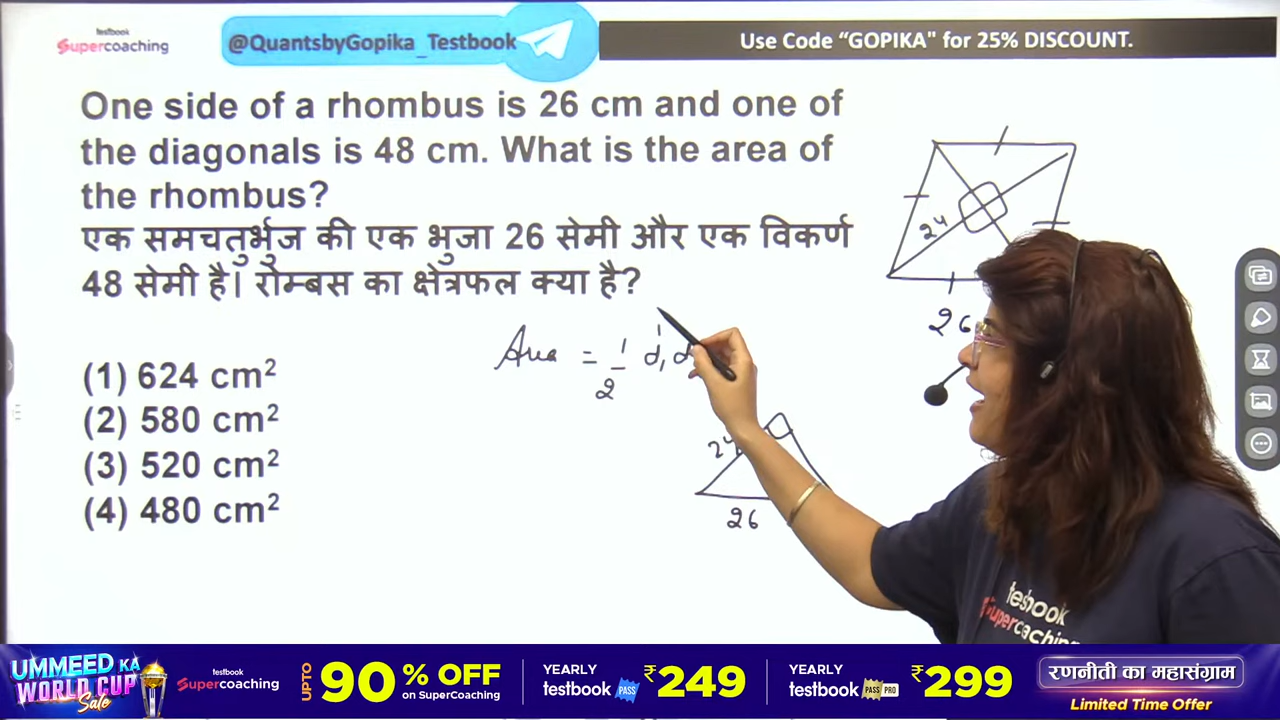 testbook
Supercoaching
@QuantsbyGopika_Testbook
Use Code “GOPIKA" for 25% DISCOUNT.
One side of a rhombus is 26 cm and one of
the diagonals is 48 cm. What is the area of
the rhombus?
एक समचतुर्भुज की एक भुजा 26 सेमी और एक विकर्ण
48 सेमी है। रोम्बस का क्षेत्रफल क्या है?
24
26
Area = 1/2 d1 d
(1) 624 cm²
(2) 580 cm²
(3) 520 cm²
(4) 480 cm²
24
26
testbook
Supercoaching
UMMEED KA
WORLD CUP
Sale
testbook
Supercoaching
UPTO
90% OFF
on SuperCoaching
YEARLY
testbook PASS
₹249
YEARLY
testbook PASS PRO
₹299
रणनीती का महासंग्राम
Limited Time Offer